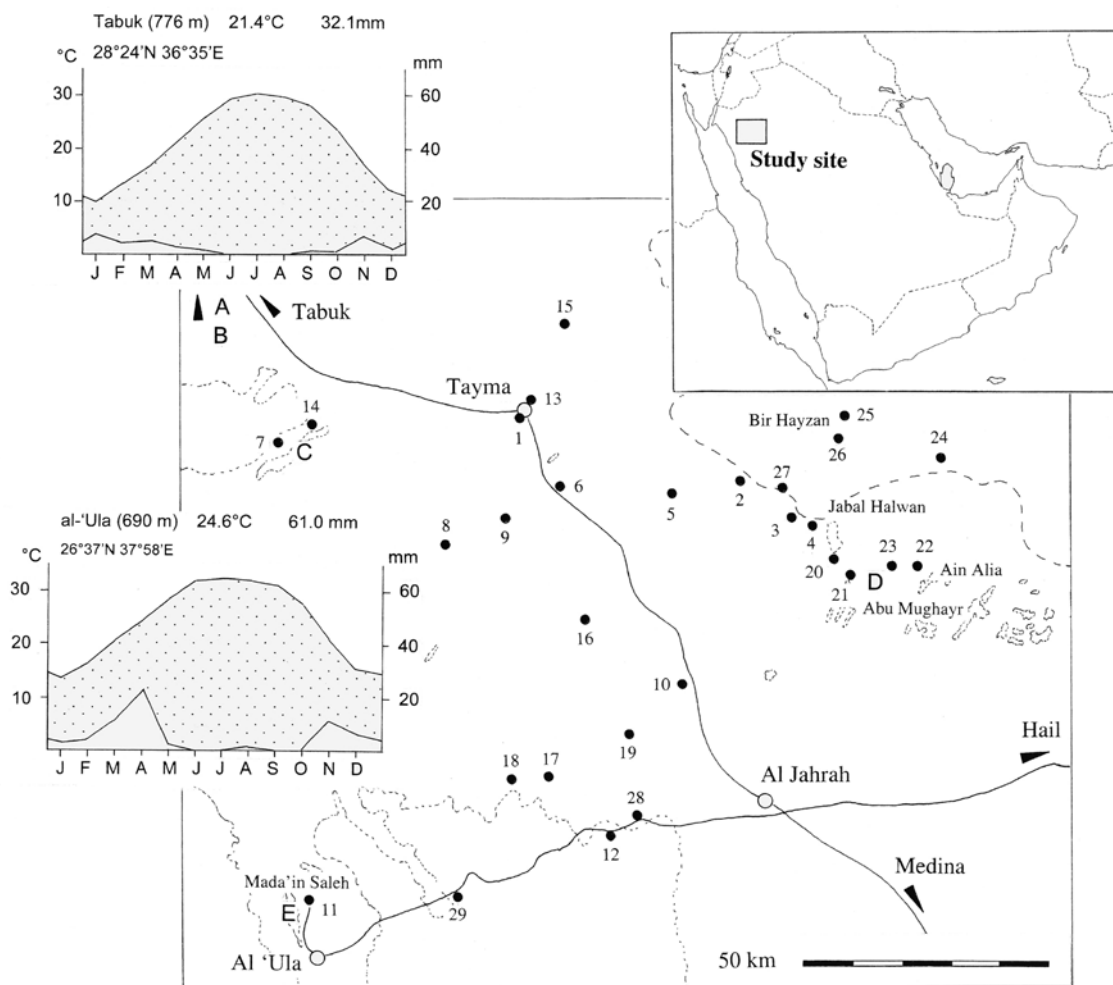 Tabuk (776 m) 21.4°C 32.1mm
28°24'N 36°35'E
°C mm
30 60
20 40
10 20
J F M A M J J A S O N D
Study site
A
B
Tabuk
15
Tayma
13
1
14
7
C
6
8
9
5
2
27
Bir Hayzan
25
26
24
Jabal Halwan
3
4
20
21
D
23
22
Ain Alia
Abu Mughayr
al-'Ula (690 m) 24.6°C 61.0 mm
26°37'N 37°58'E
°C mm
30 60
20 40
10 20
J F M A M J J A S O N D
16
10
19
18
17
28
12
Al Jahrah
Hail
Medina
Mada'in Saleh
E
11
29
Al 'Ula
50 km